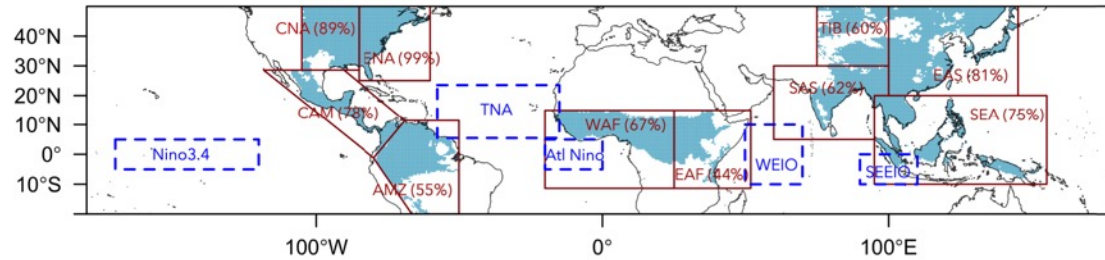 40°N
30°N
20°N
10°N
0°
10°S
CNA (89%)
ENA (99%)
TIB (60%)
EAS (81%)
SAS (62%)
CAM (78%)
TNA
WAF (67%)
SEA (75%)
Nino3.4
Atl Nino
WEIO
SEEIO
EAF (44%)
AMZ (55%)
100°W
0°
100°E